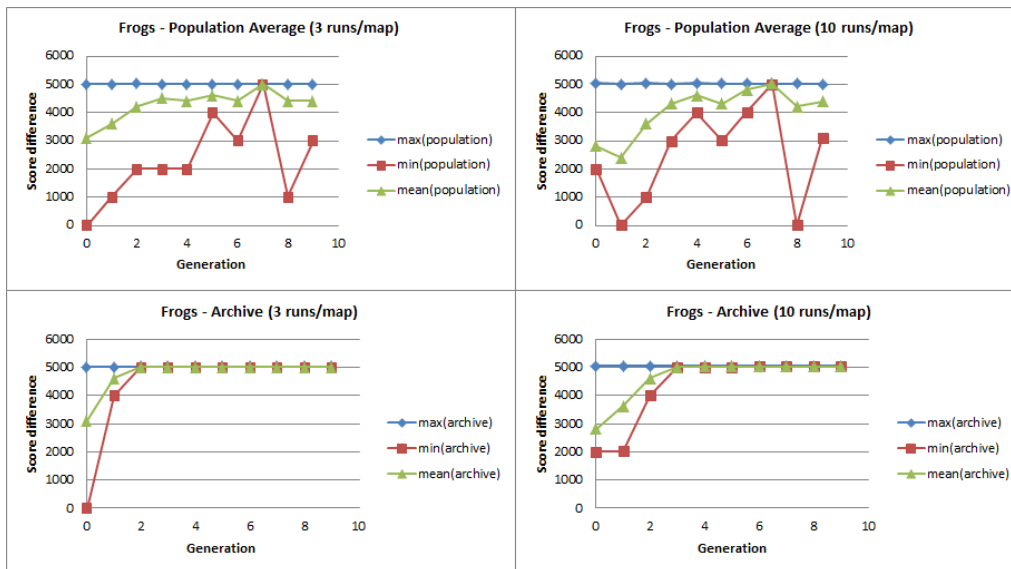 Frogs - Population Average (3 runs/map)
6000
5000
4000
3000
2000
1000
0
Score difference
0 2 4 6 8 10
Generation
max(population)
min(population)
mean(population)
Frogs - Population Average (10 runs/map)
6000
5000
4000
3000
2000
1000
0
Score difference
0 2 4 6 8 10
Generation
max(population)
min(population)
mean(population)
Frogs - Archive (3 runs/map)
6000
5000
4000
3000
2000
1000
0
Score difference
0 2 4 6 8 10
Generation
max(archive)
min(archive)
mean(archive)
Frogs - Archive (10 runs/map)
6000
5000
4000
3000
2000
1000
0
Score difference
0 2 4 6 8 10
Generation
max(archive)
min(archive)
mean(archive)